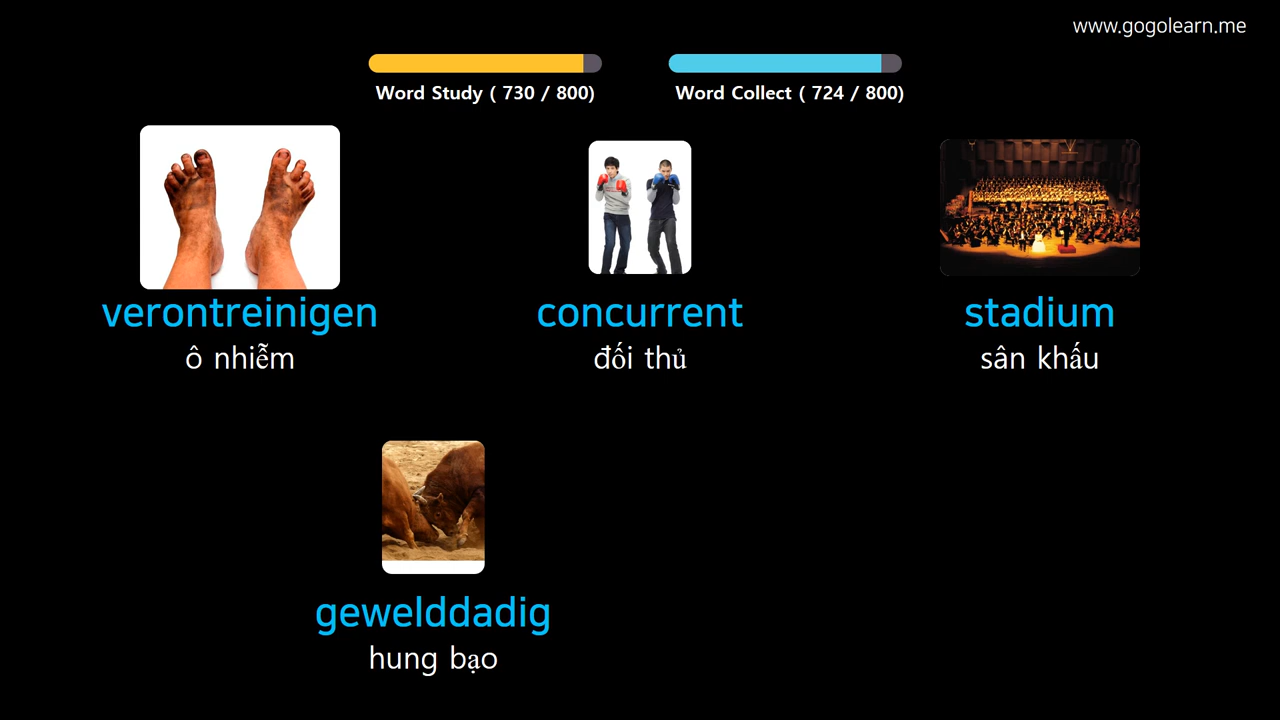 www.gogolearn.me
Word Study ( 730 / 800)
Word Collect ( 724 / 800)
verontreinigen
ô nhiễm
concurrent
đối thủ
stadium
sân khấu
gewelddadig
hung bạo